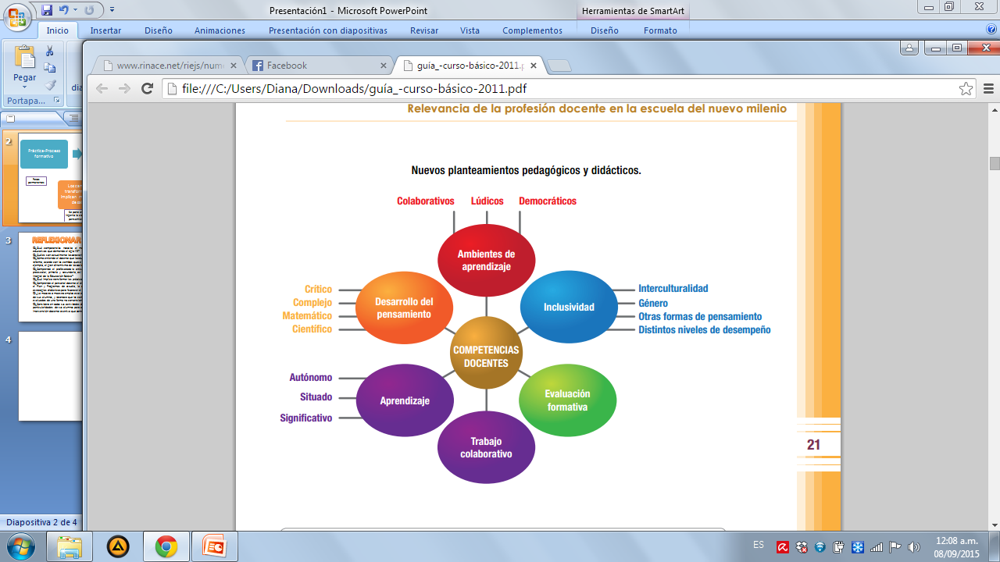 Presentación1 - Microsoft PowerPoint
Herramientas de SmartArt
Inicio
Insertar
Diseño
Animaciones
Presentación con diapositivas
Revisar
Vista
Complementos
Diseño
Formato
Pegar
Portapa...
www.rinace.net/riejs/num
Facebook
guía_-curso-básico-2011.p
file:///C:/Users/Diana/Downloads/guía_-curso-básico-2011.pdf
Relevancia de la profesión docente en la escuela del nuevo milenio
Nuevos planteamientos pedagógicos y didácticos.
Colaborativos
Lúdicos
Democráticos
Ambientes de
aprendizaje
Crítico
Complejo
Matemático
Científico
Desarrollo del
pensamiento
Inclusividad
Interculturalidad
Género
Otras formas de pensamiento
Distintos niveles de desempeño
COMPETENCIAS
DOCENTES
Autónomo
Situado
Significativo
Aprendizaje
Evaluación
formativa
Trabajo
colaborativo
21
2
Práctica-Proceso
formativo
3
REFLEXIONAR
4
Diapositiva 2 de 4
ES
12:08 a.m.
08/09/2015